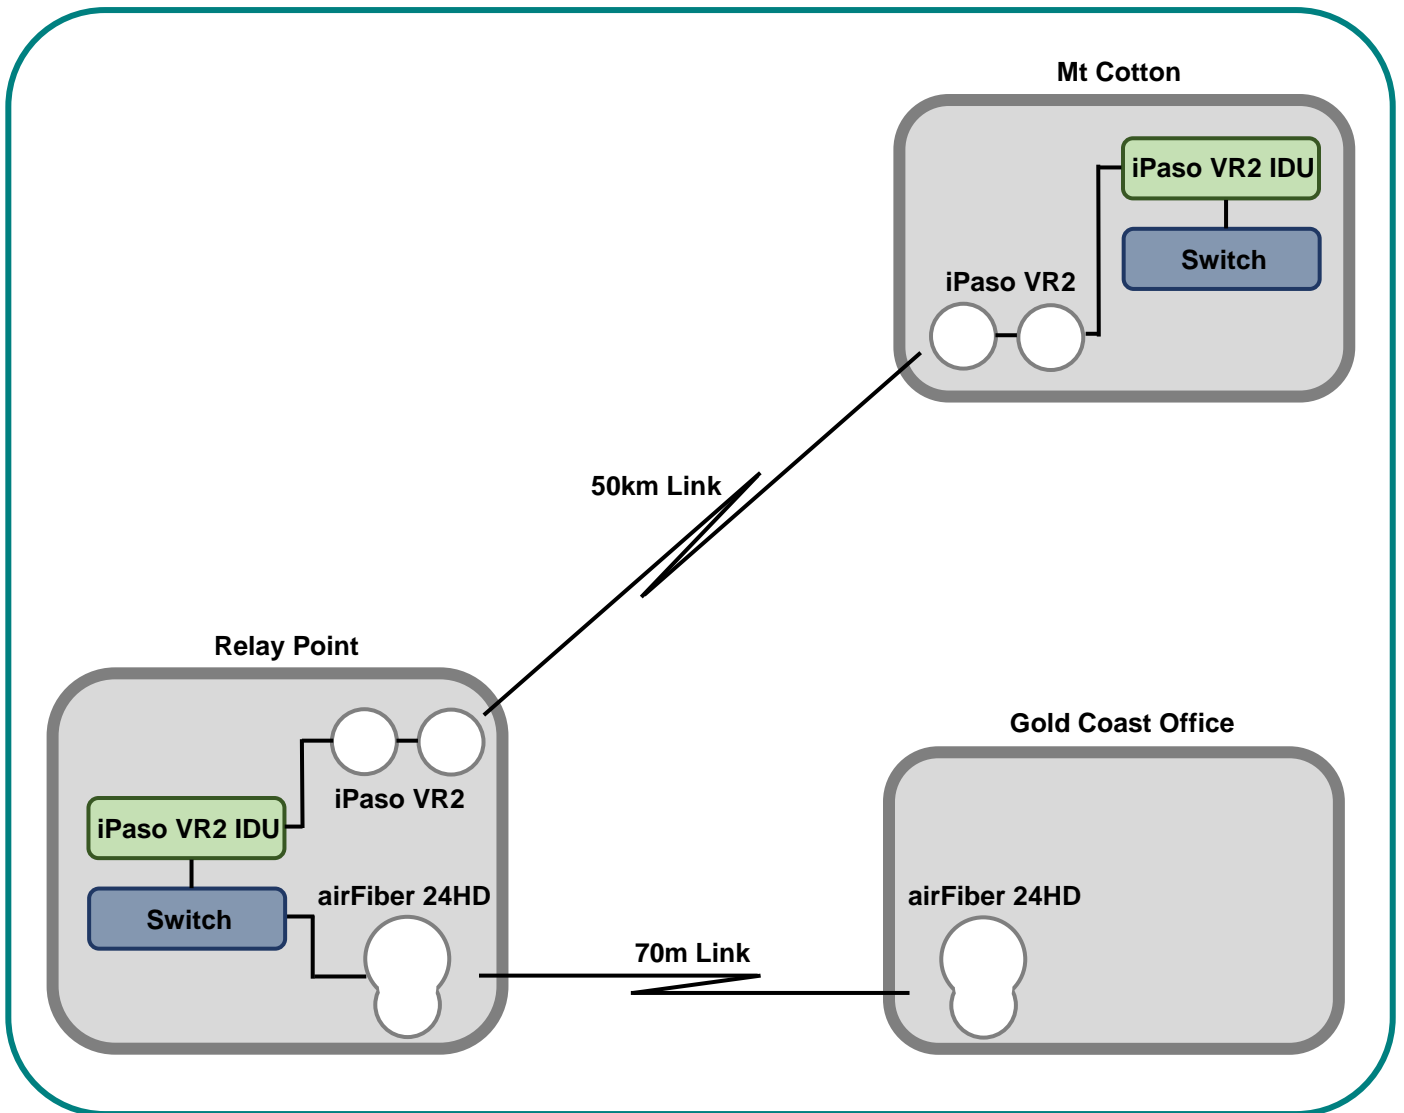 Mt Cotton
iPaso VR2 IDU
Switch
iPaso VR2
50km Link
Relay Point
iPaso VR2
iPaso VR2 IDU
airFiber 24HD
Switch
70m Link
Gold Coast Office
airFiber 24HD